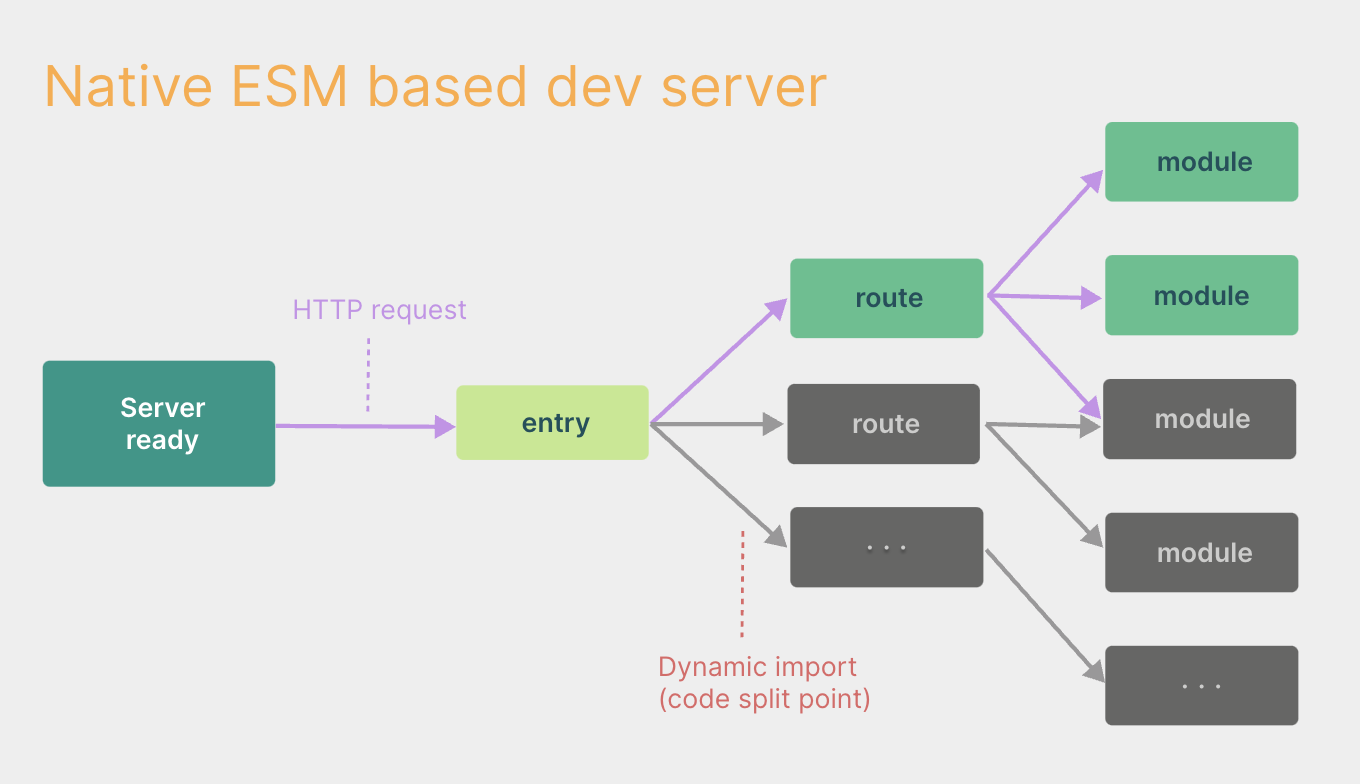 Native ESM based dev server
HTTP request
Server
ready
entry
route
route
. . .
module
module
module
module
. . .
Dynamic import
(code split point)